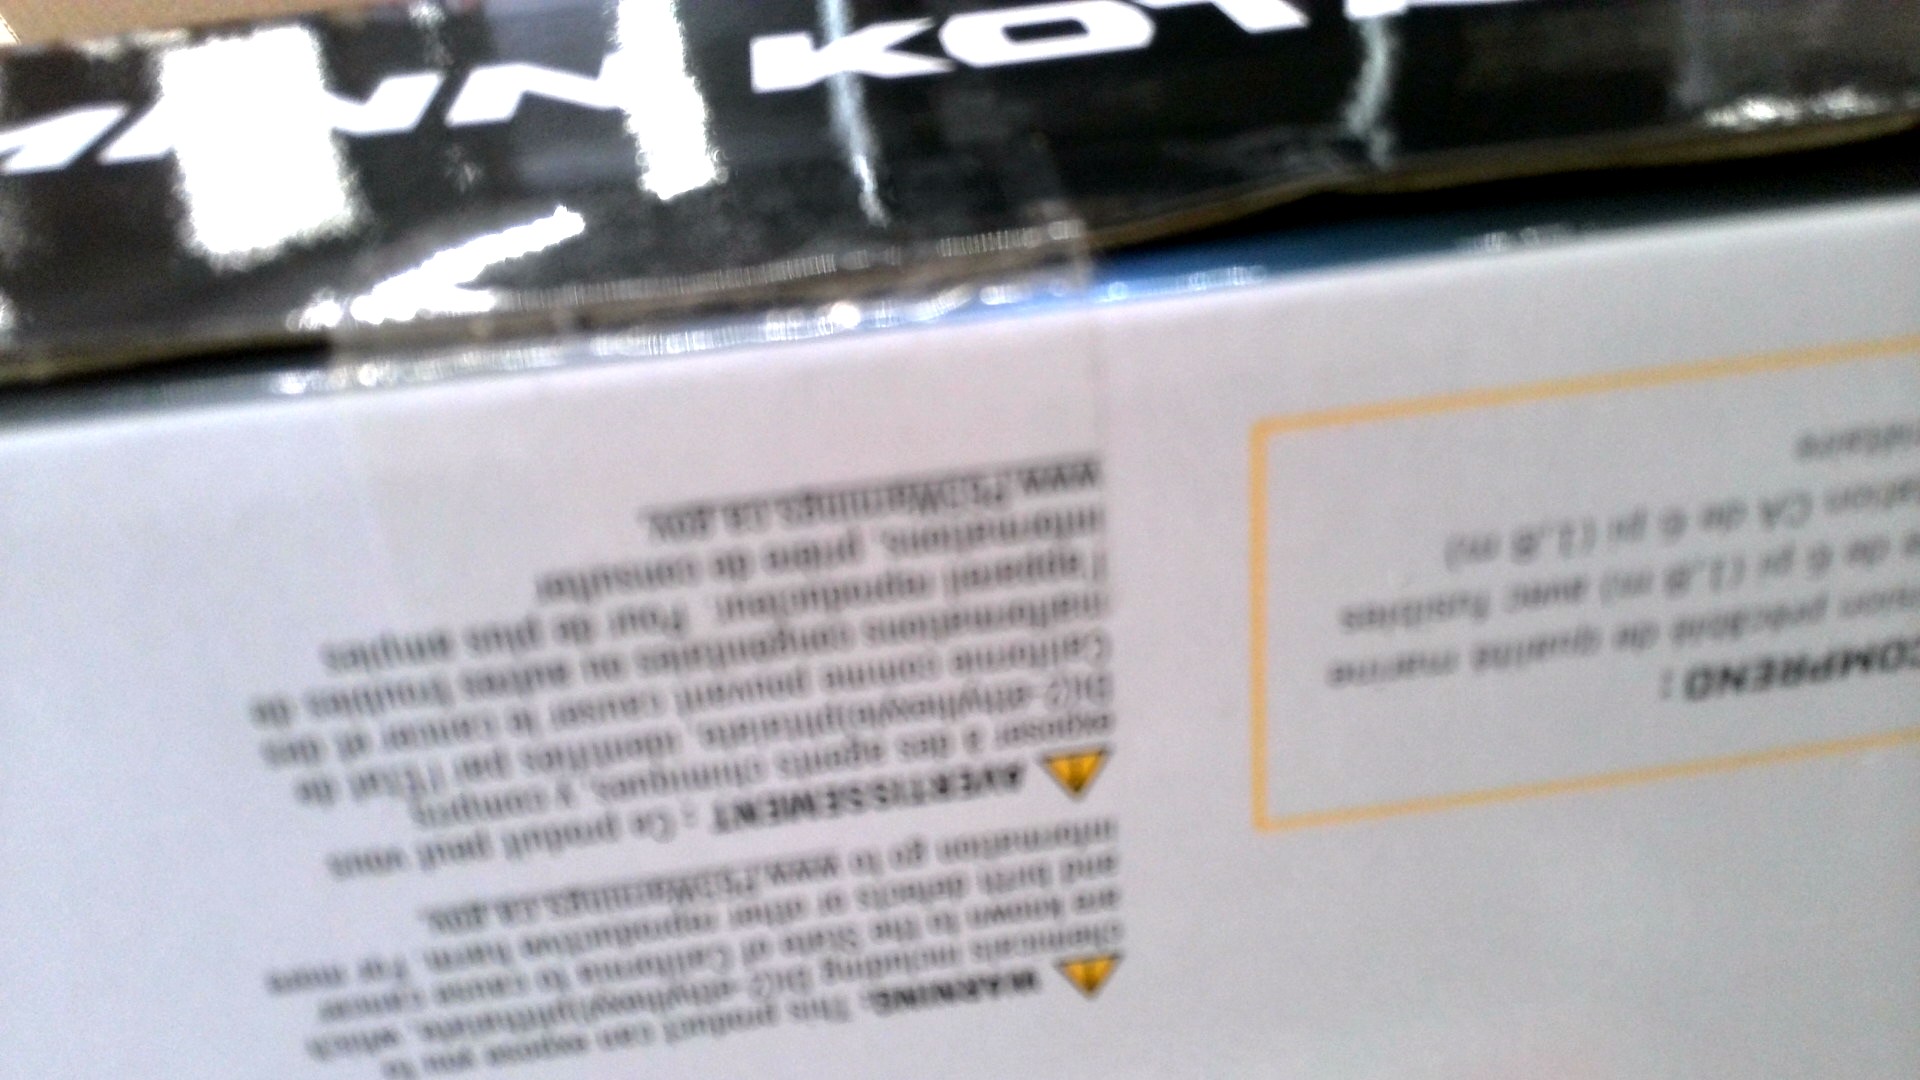 WARNING: This product can expose you to
chemicals including Di(2-ethylhexyl)phthalate, which
are known to the State of California to cause cancer
and birth defects or other reproductive harm. For more
information go to www.P65Warnings.ca.gov.
AVERTISSEMENT : Ce produit peut vous
exposer à des agents chimiques, y compris
Di(2-éthylhexyle)phtalate, identifiés par l'État de
Californie comme pouvant causer le cancer et des
malformations congénitales ou autres troubles de
l'appareil reproducteur. Pour de plus amples
informations, prière de consulter
www.P65Warnings.ca.gov.
COMPREND :
de qualité marine
de 6 pi (1,8 m) avec fusibles
CA de 6 pi (1,8 m)